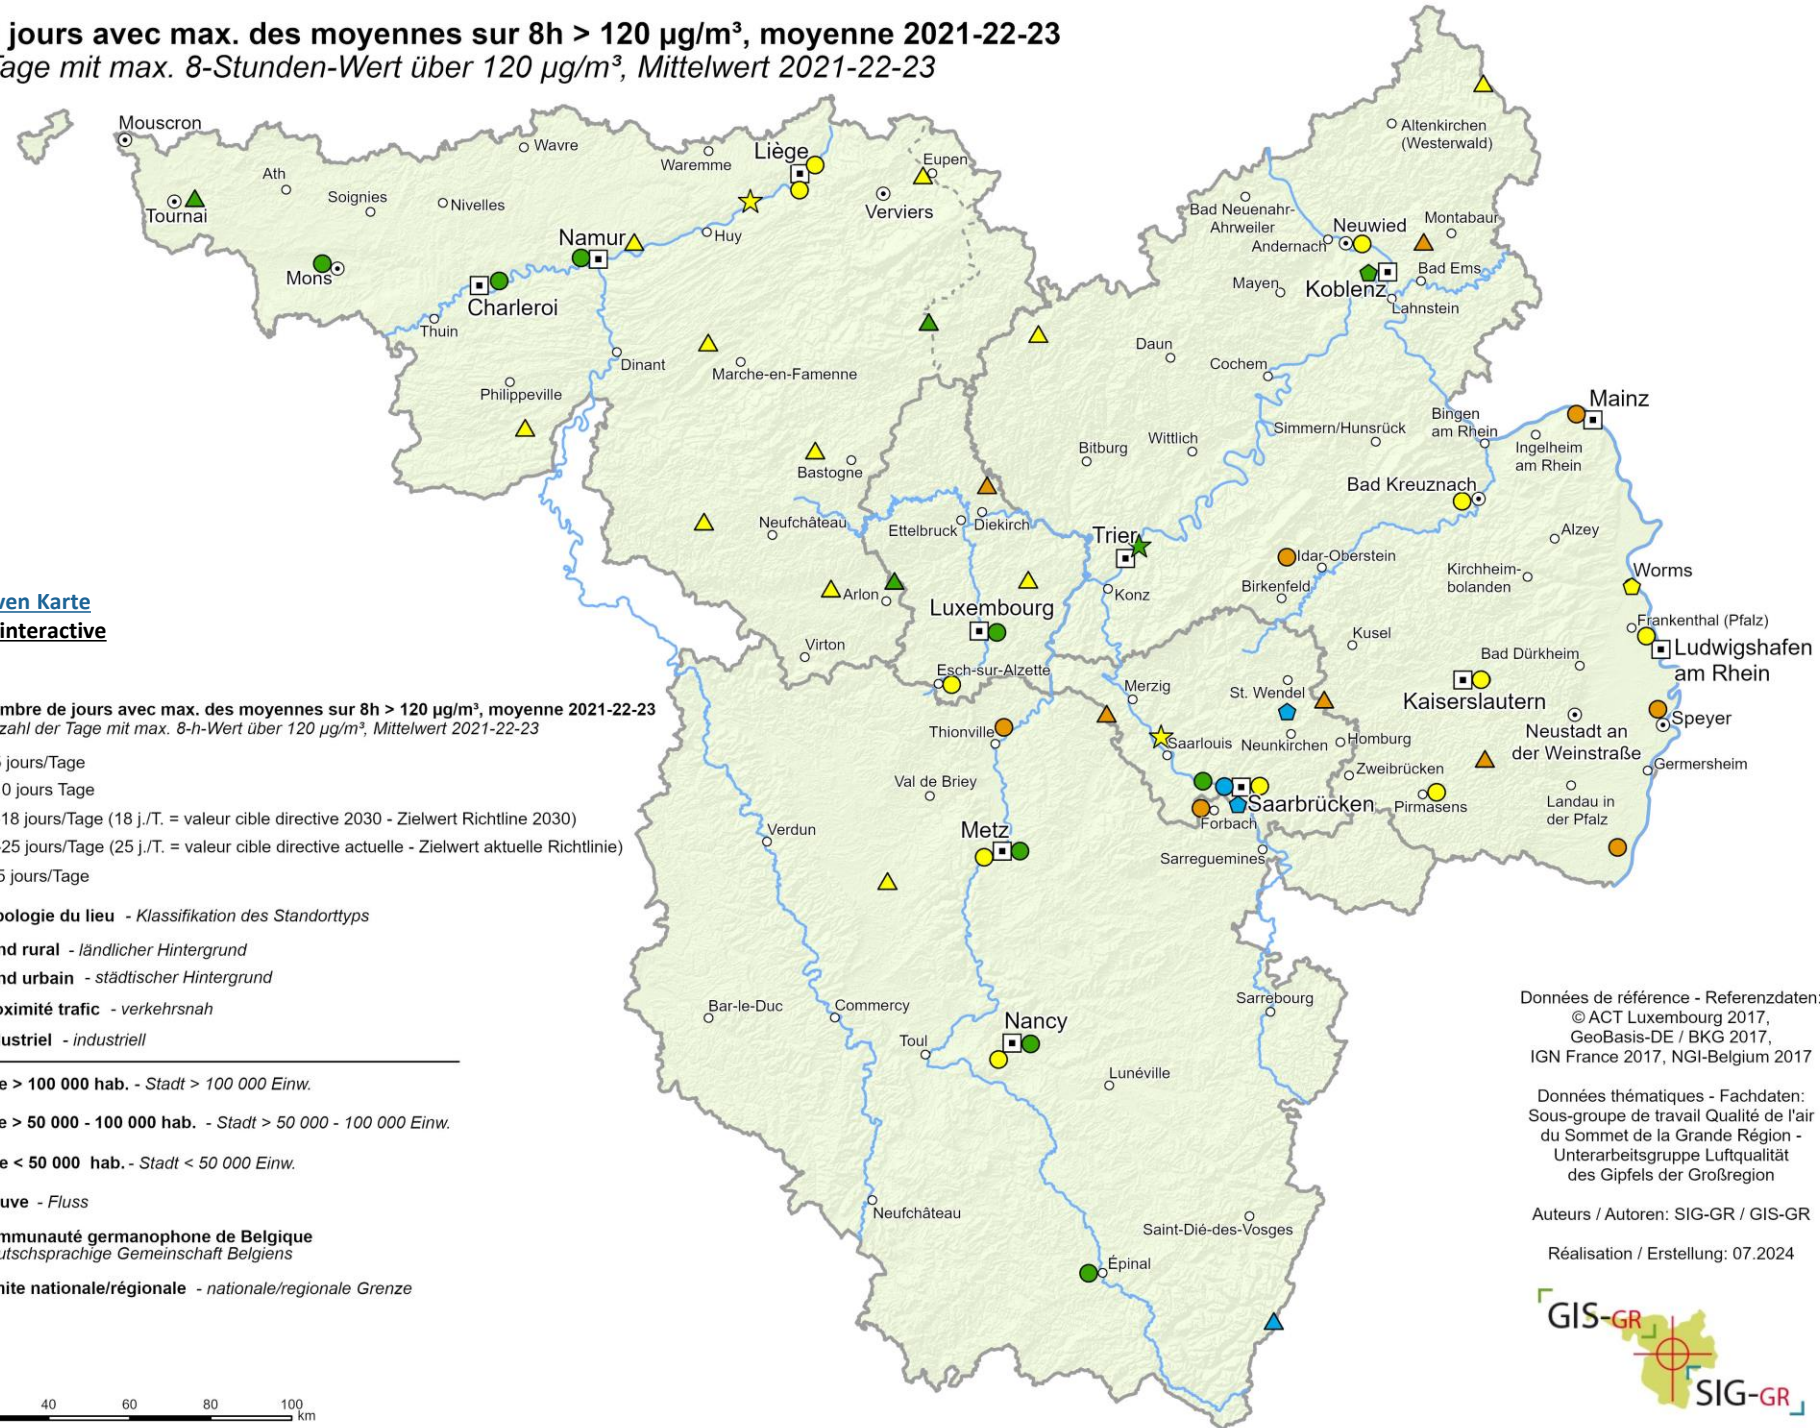 jours avec max. des moyennes sur 8h > 120 µg/m³, moyenne 2021-22-23
Tage mit max. 8-Stunden-Wert über 120 µg/m³, Mittelwert 2021-22-23
Mouscron
Wavre
Waremme
Liège
Eupen
Ath
Soignies
Nivelles
Tournai
Verviers
Huy
Namur
Mons
Charleroi
Thuin
Dinant
Marche-en-Famenne
Philippeville
Bastogne
Neufchâteau
Arlon
Virton
Altenkirchen
(Westerwald)
Bad Neuenahr-
Ahrweiler
Neuwied
Montabaur
Andernach
Bad Ems
Mayen
Koblenz
Lahnstein
Daun
Cochem
Mainz
Bingen
am Rhein
Simmern/Hunsrück
Ingelheim
am Rhein
Wittlich
Bitburg
Bad Kreuznach
Ettelbruck
Diekirch
Alzey
Trier
Idar-Oberstein
Kirchheim-
bolanden
Worms
Birkenfeld
Konz
Luxembourg
Frankenthal (Pfalz)
Kusel
Ludwigshafen
am Rhein
Bad Dürkheim
Esch-sur-Alzette
Merzig
St. Wendel
Kaiserslautern
Speyer
Neustadt an
der Weinstraße
Thionville
Saarlouis
Neunkirchen
Homburg
Germersheim
Zweibrücken
Val de Briey
Saarbrücken
Pirmasens
Landau in
der Pfalz
Forbach
Verdun
Metz
Sarreguemines
Bar-le-Duc
Commercy
Sarrebourg
Nancy
Toul
Lunéville
Neufchâteau
Saint-Dié-des-Vosges
Épinal
ven Karte
interactive
mbre de jours avec max. des moyennes sur 8h > 120 µg/m³, moyenne 2021-22-23
zahl der Tage mit max. 8-h-Wert über 120 µg/m³, Mittelwert 2021-22-23
jours/Tage
0 jours Tage
18 jours/Tage (18 j./T. = valeur cible directive 2030 - Zielwert Richtline 2030)
-25 jours/Tage (25 j./T. = valeur cible directive actuelle - Zielwert aktuelle Richtlinie)
5 jours/Tage
pologie du lieu - Klassifikation des Standorttyps
nd rural - ländlicher Hintergrund
nd urbain - städtischer Hintergrund
oximité trafic - verkehrsnah
dustriel - industriell
e > 100 000 hab. - Stadt > 100 000 Einw.
e > 50 000 - 100 000 hab. - Stadt > 50 000 - 100 000 Einw.
e < 50 000 hab. - Stadt < 50 000 Einw.
uve - Fluss
mmunauté germanophone de Belgique
utschsprachige Gemeinschaft Belgiens
mite nationale/régionale - nationale/regionale Grenze
40 60 80 100
km
Données de référence - Referenzdaten:
© ACT Luxembourg 2017,
GeoBasis-DE / BKG 2017,
IGN France 2017, NGI-Belgium 2017
Données thématiques - Fachdaten:
Sous-groupe de travail Qualité de l'air
du Sommet de la Grande Région -
Unterarbeitsgruppe Luftqualität
des Gipfels der Großregion
Auteurs / Autoren: SIG-GR / GIS-GR
Réalisation / Erstellung: 07.2024
GIS-GR
SIG-GR